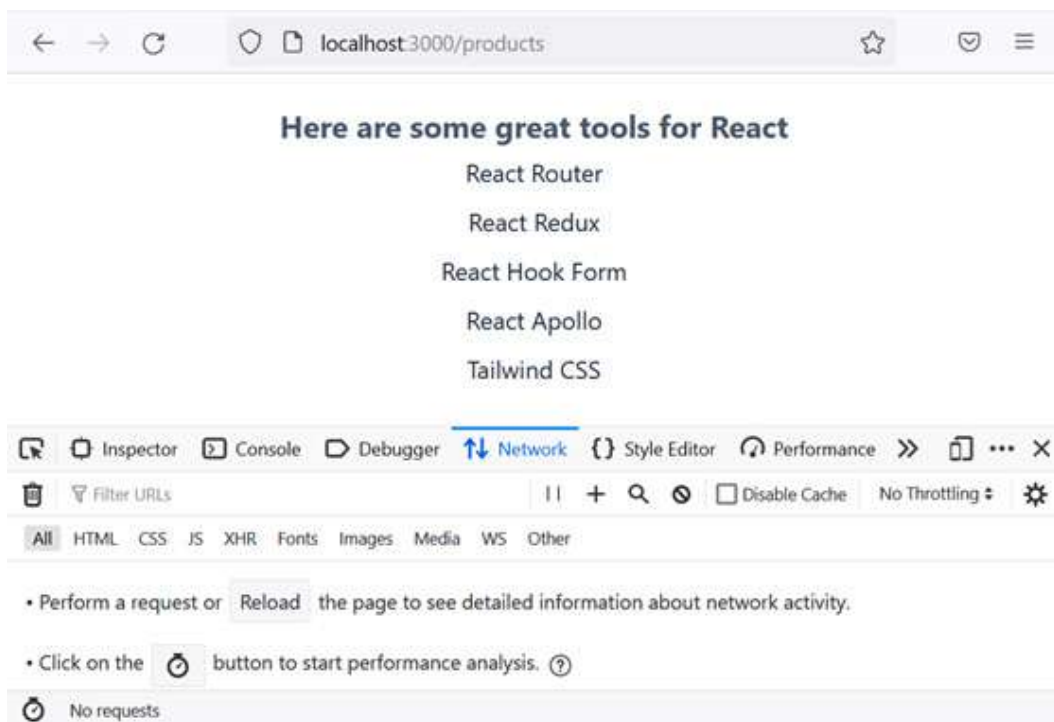 localhost:3000/products
Here are some great tools for React
React Router
React Redux
React Hook Form
React Apollo
Tailwind CSS
Inspector Console Debugger Network {} Style Editor Performance
Filter URLs Disable Cache No Throttling
All HTML CSS JS XHR Fonts Images Media WS Other
• Perform a request or Reload the page to see detailed information about network activity.
• Click on the button to start performance analysis. ?
No requests